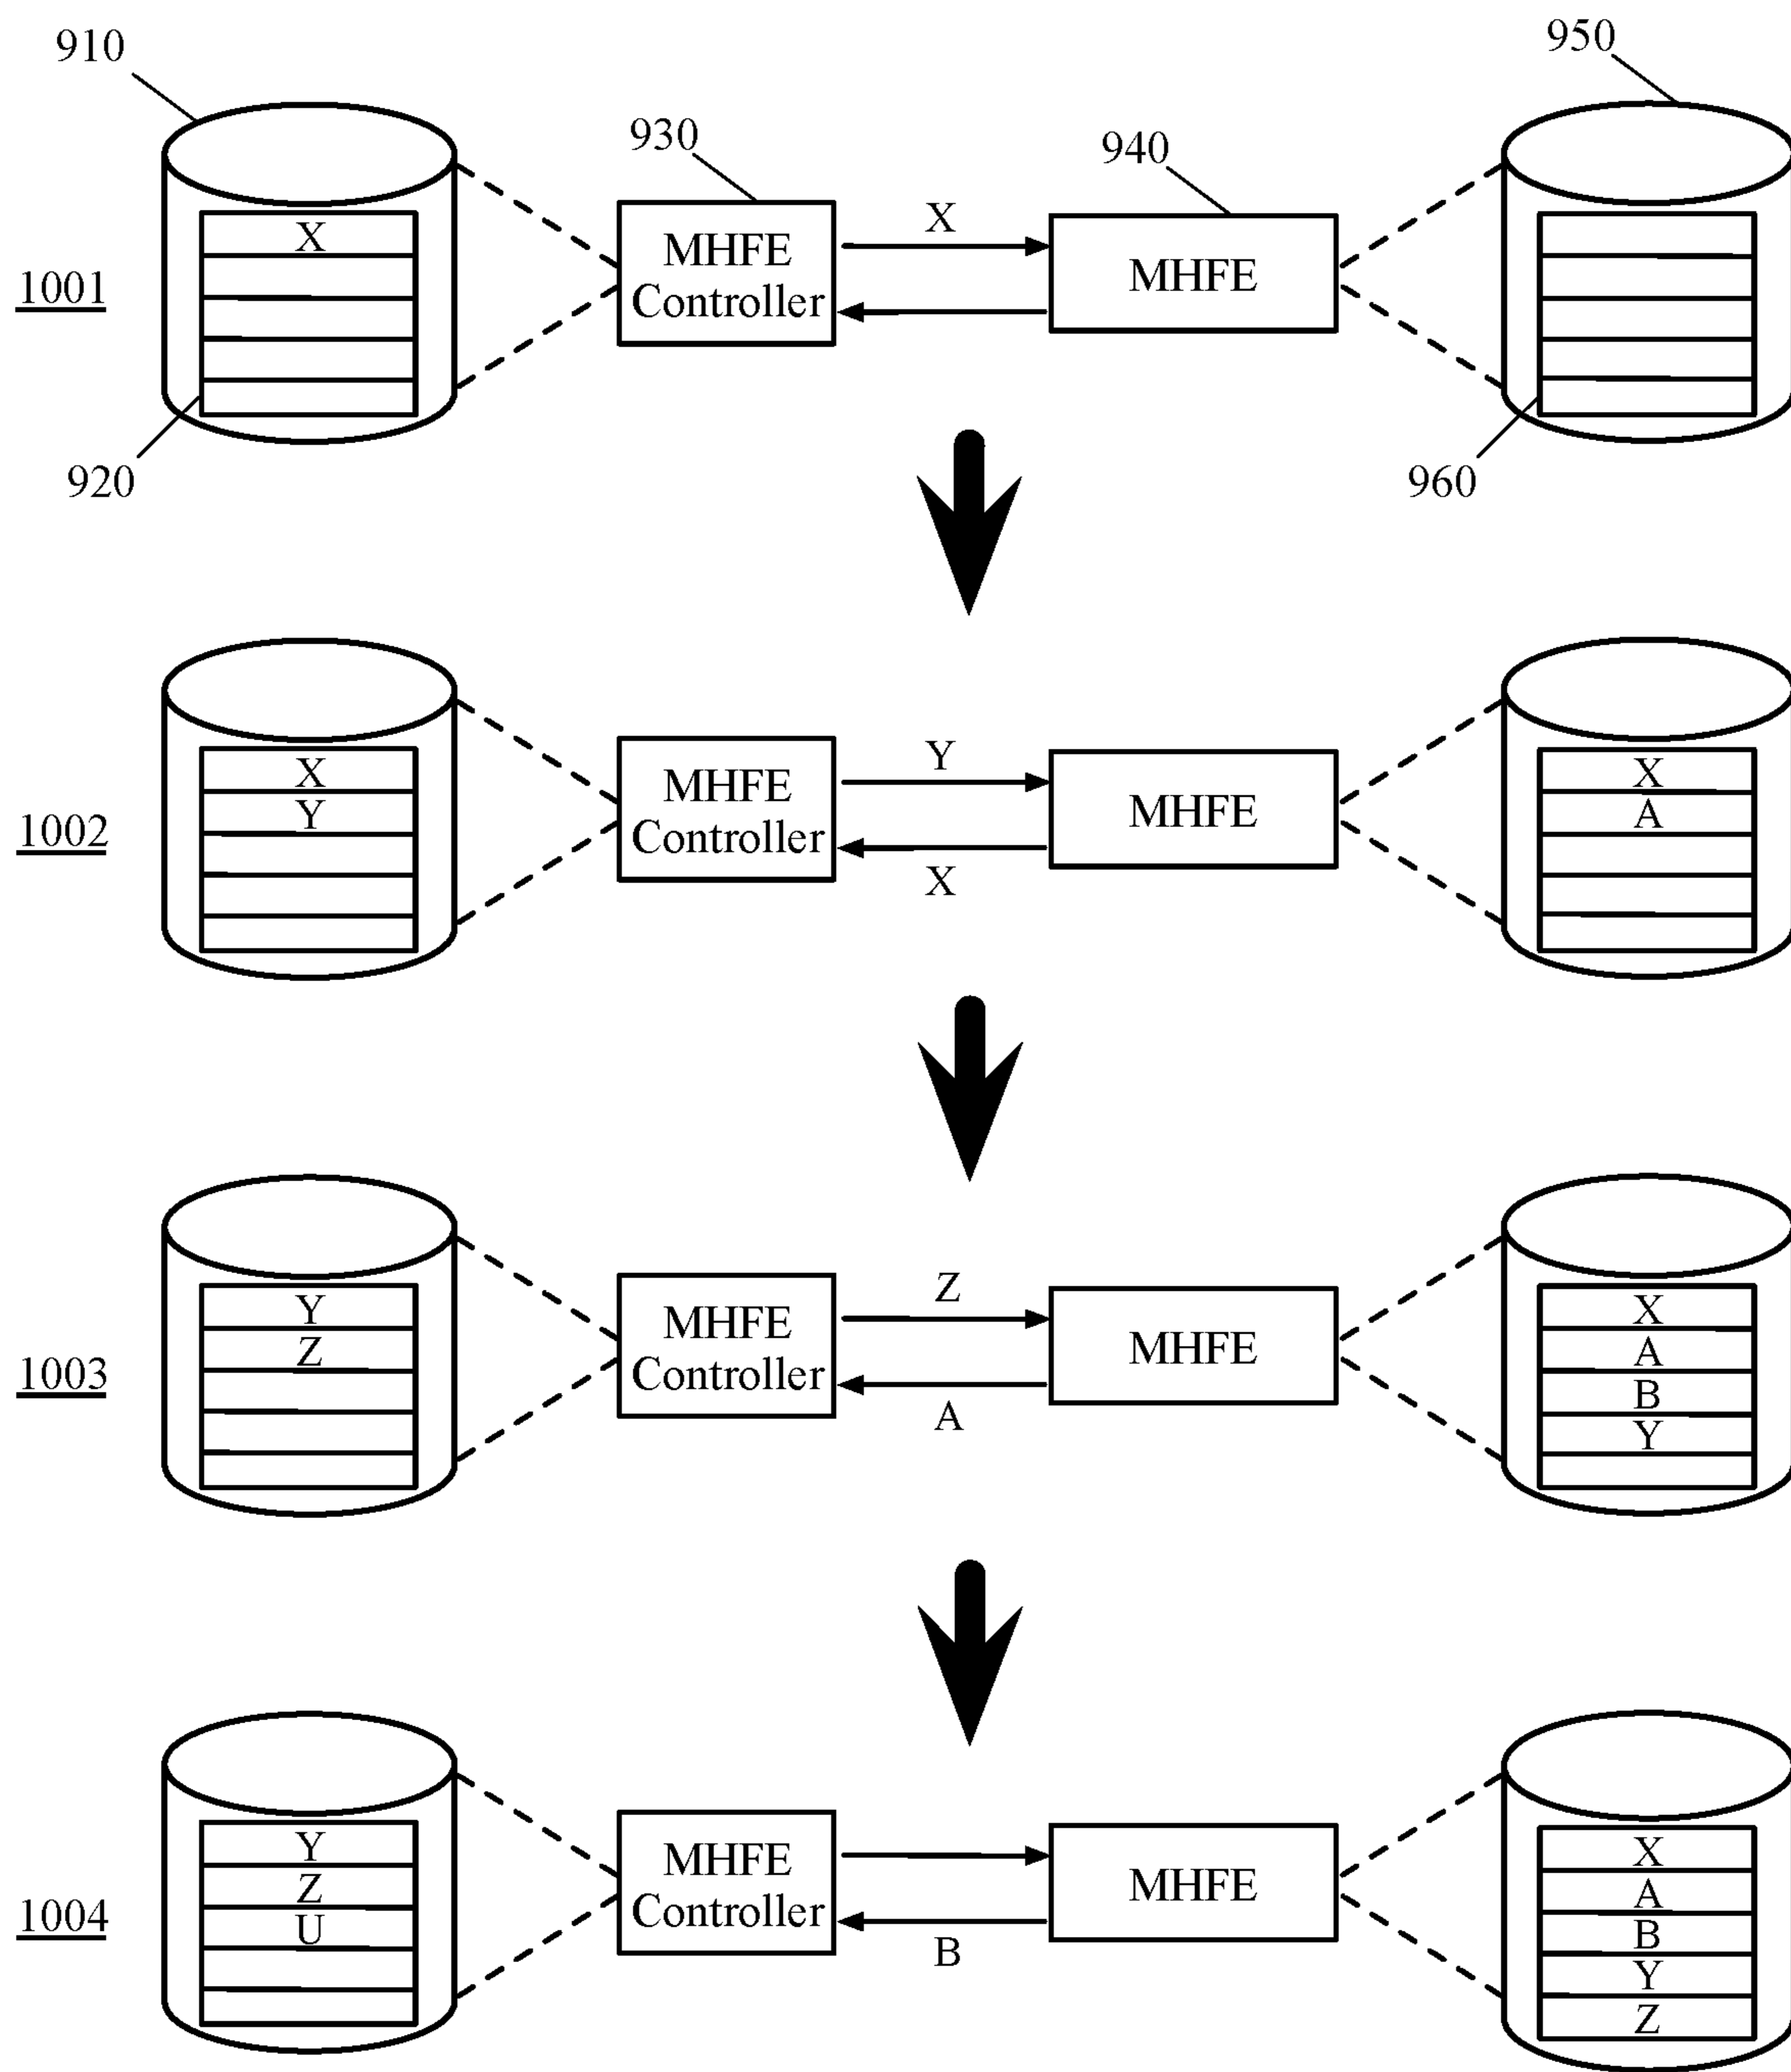 910
950
930
940
X
X
MHFE
Controller
MHFE
1001
920
960
Y
X
X
MHFE
Controller
MHFE
Y
A
1002
X
Z
Y
X
MHFE
Controller
MHFE
Z
A
1003
B
A
Y
Y
X
MHFE
Controller
MHFE
Z
A
1004
U
B
B
Y
Z